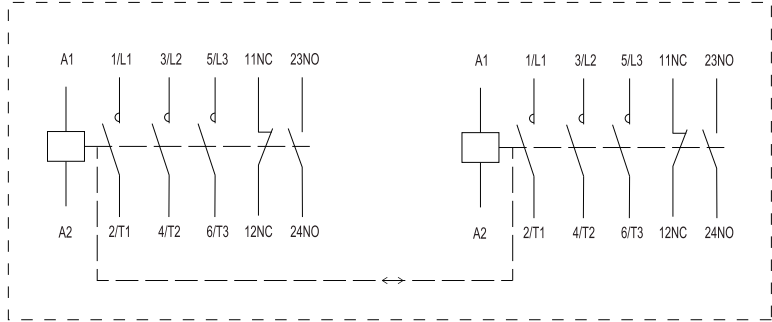 A1 1/L1 3/L2 5/L3 11NC 23NO A1 1/L1 3/L2 5/L3 11NC 23NO
A2 2/T1 4/T2 6/T3 12NC 24NO A2 2/T1 4/T2 6/T3 12NC 24NO